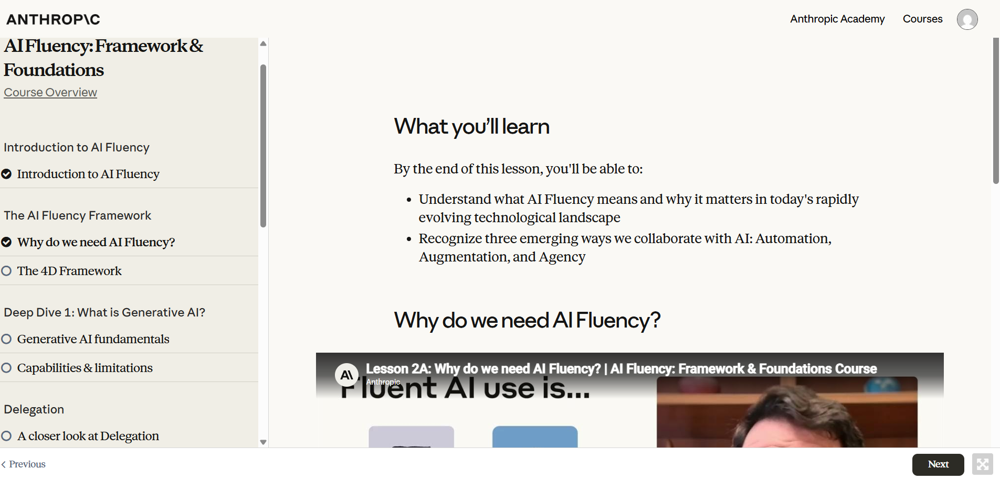 ANTHROP\C
Anthropic Academy
Courses
AI Fluency: Framework &
Foundations
Course Overview
Introduction to AI Fluency
Introduction to AI Fluency
The AI Fluency Framework
Why do we need AI Fluency?
The 4D Framework
Deep Dive 1: What is Generative AI?
Generative AI fundamentals
Capabilities & limitations
Delegation
A closer look at Delegation
What you’ll learn
By the end of this lesson, you'll be able to:
• Understand what AI Fluency means and why it matters in today's rapidly
evolving technological landscape
• Recognize three emerging ways we collaborate with AI: Automation,
Augmentation, and Agency
Why do we need AI Fluency?
A\
Lesson 2A: Why do we need AI Fluency? | AI Fluency: Framework & Foundations Course
Anthropic
Fluent AI use is...
Previous
Next